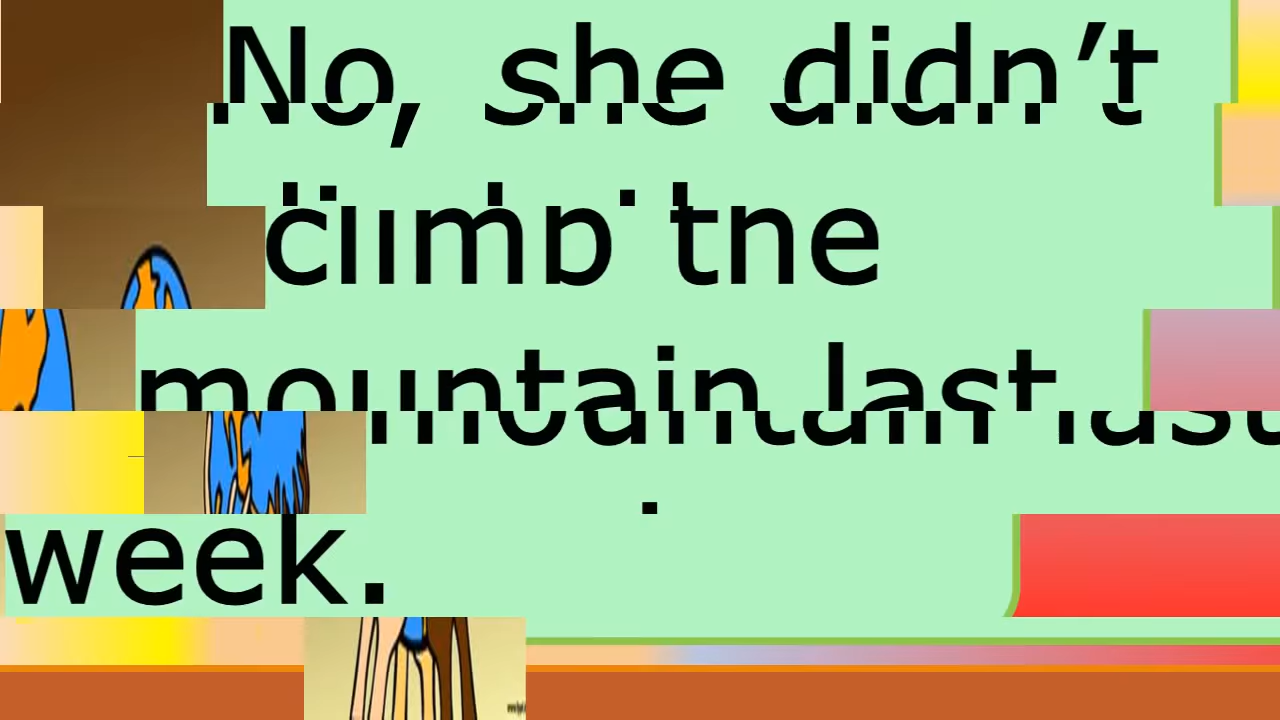 No, she didn’t
climb the
mountain last
week.